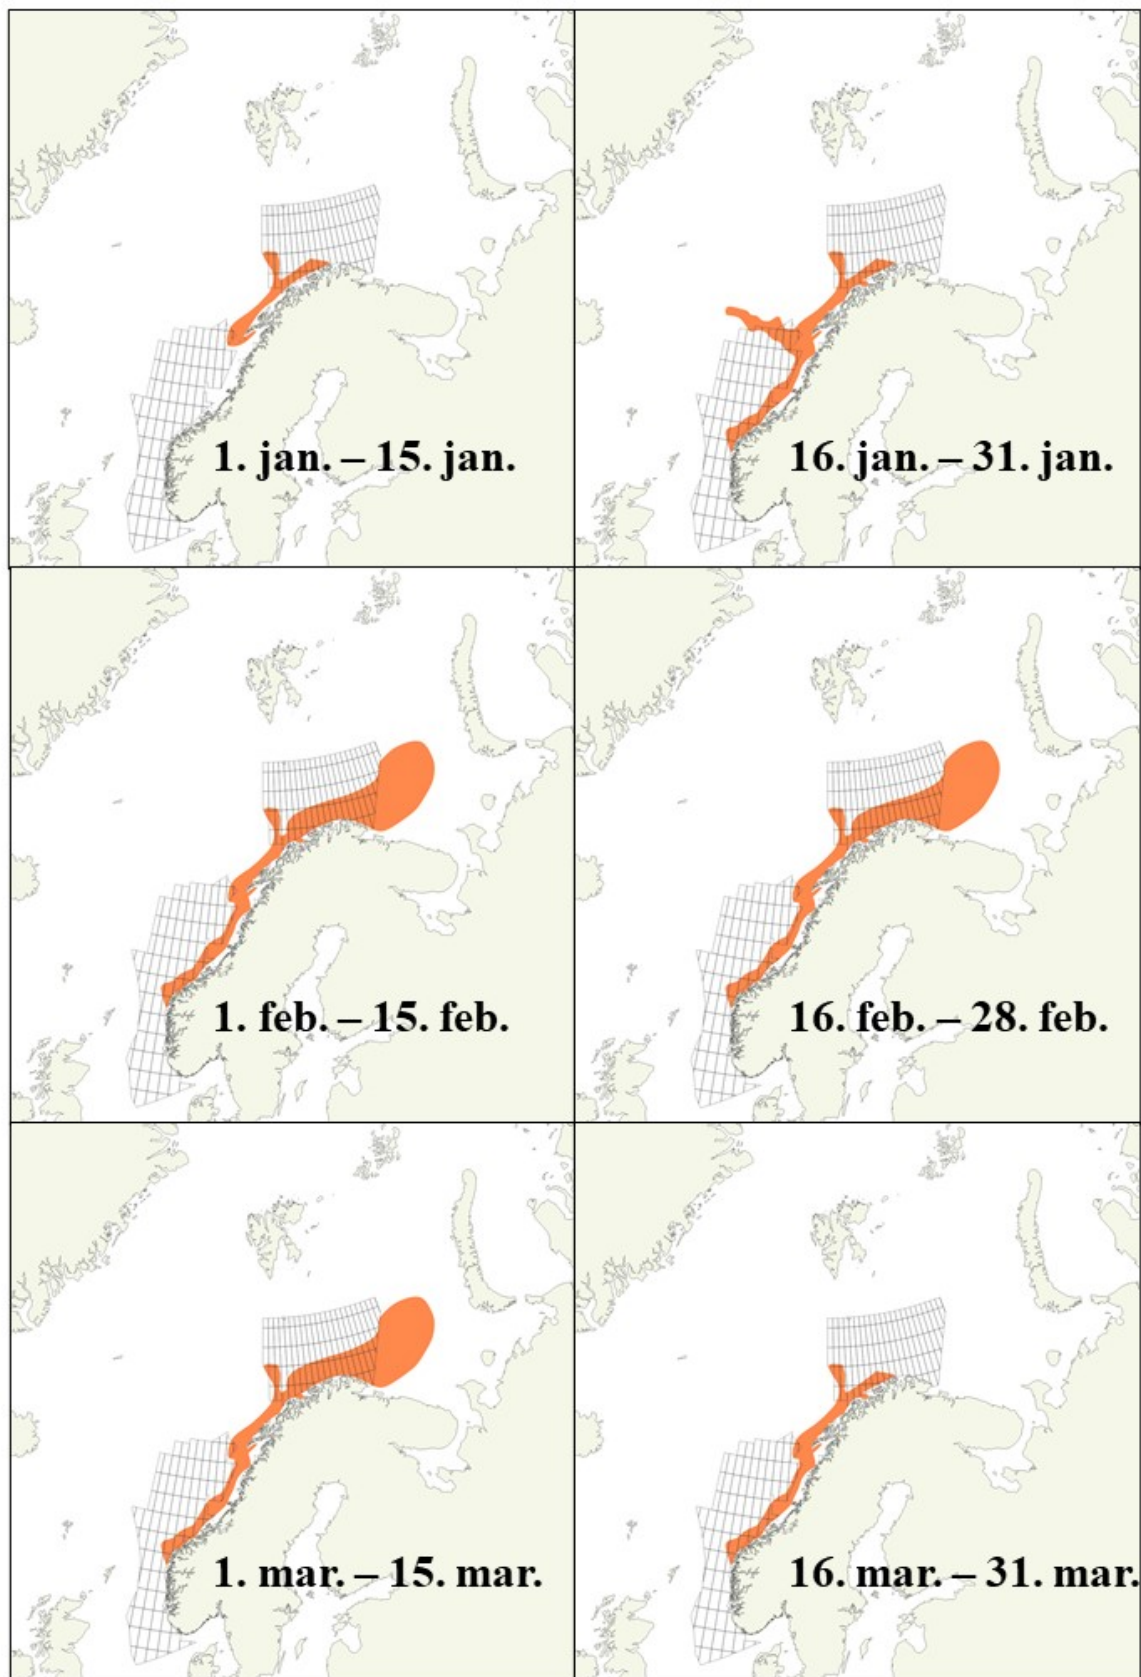 1. jan. – 15. jan.
16. jan. – 31. jan.
1. feb. – 15. feb.
16. feb. – 28. feb.
1. mar. – 15. mar.
16. mar. – 31. mar.